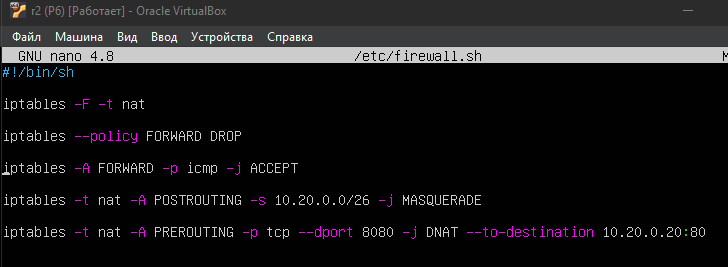 r2 (P6) [Работает] - Oracle VirtualBox
Файл Машина Вид Ввод Устройства Справка
GNU nano 4.8 /etc/firewall.sh M
#!/bin/sh
iptables -F -t nat
iptables --policy FORWARD DROP
iptables -A FORWARD -p icmp -j ACCEPT
iptables -t nat -A POSTROUTING -s 10.20.0.0/26 -j MASQUERADE
iptables -t nat -A PREROUTING -p tcp --dport 8080 -j DNAT --to-destination 10.20.0.20:80